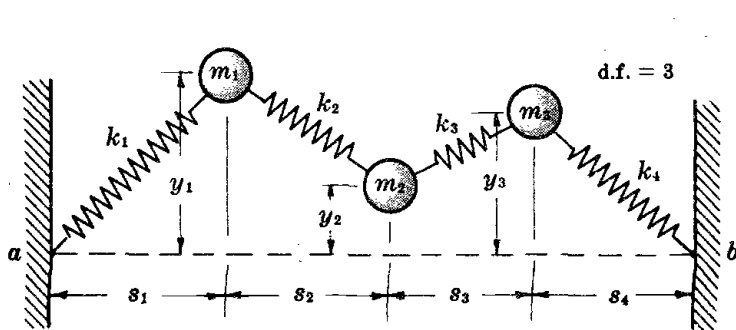 d.f. = 3
m₁
k₂
m₃
k₁
k₃
y₁
m₂
y₃
k₄
y₂
a
b
s₁
s₂
s₃
s₄